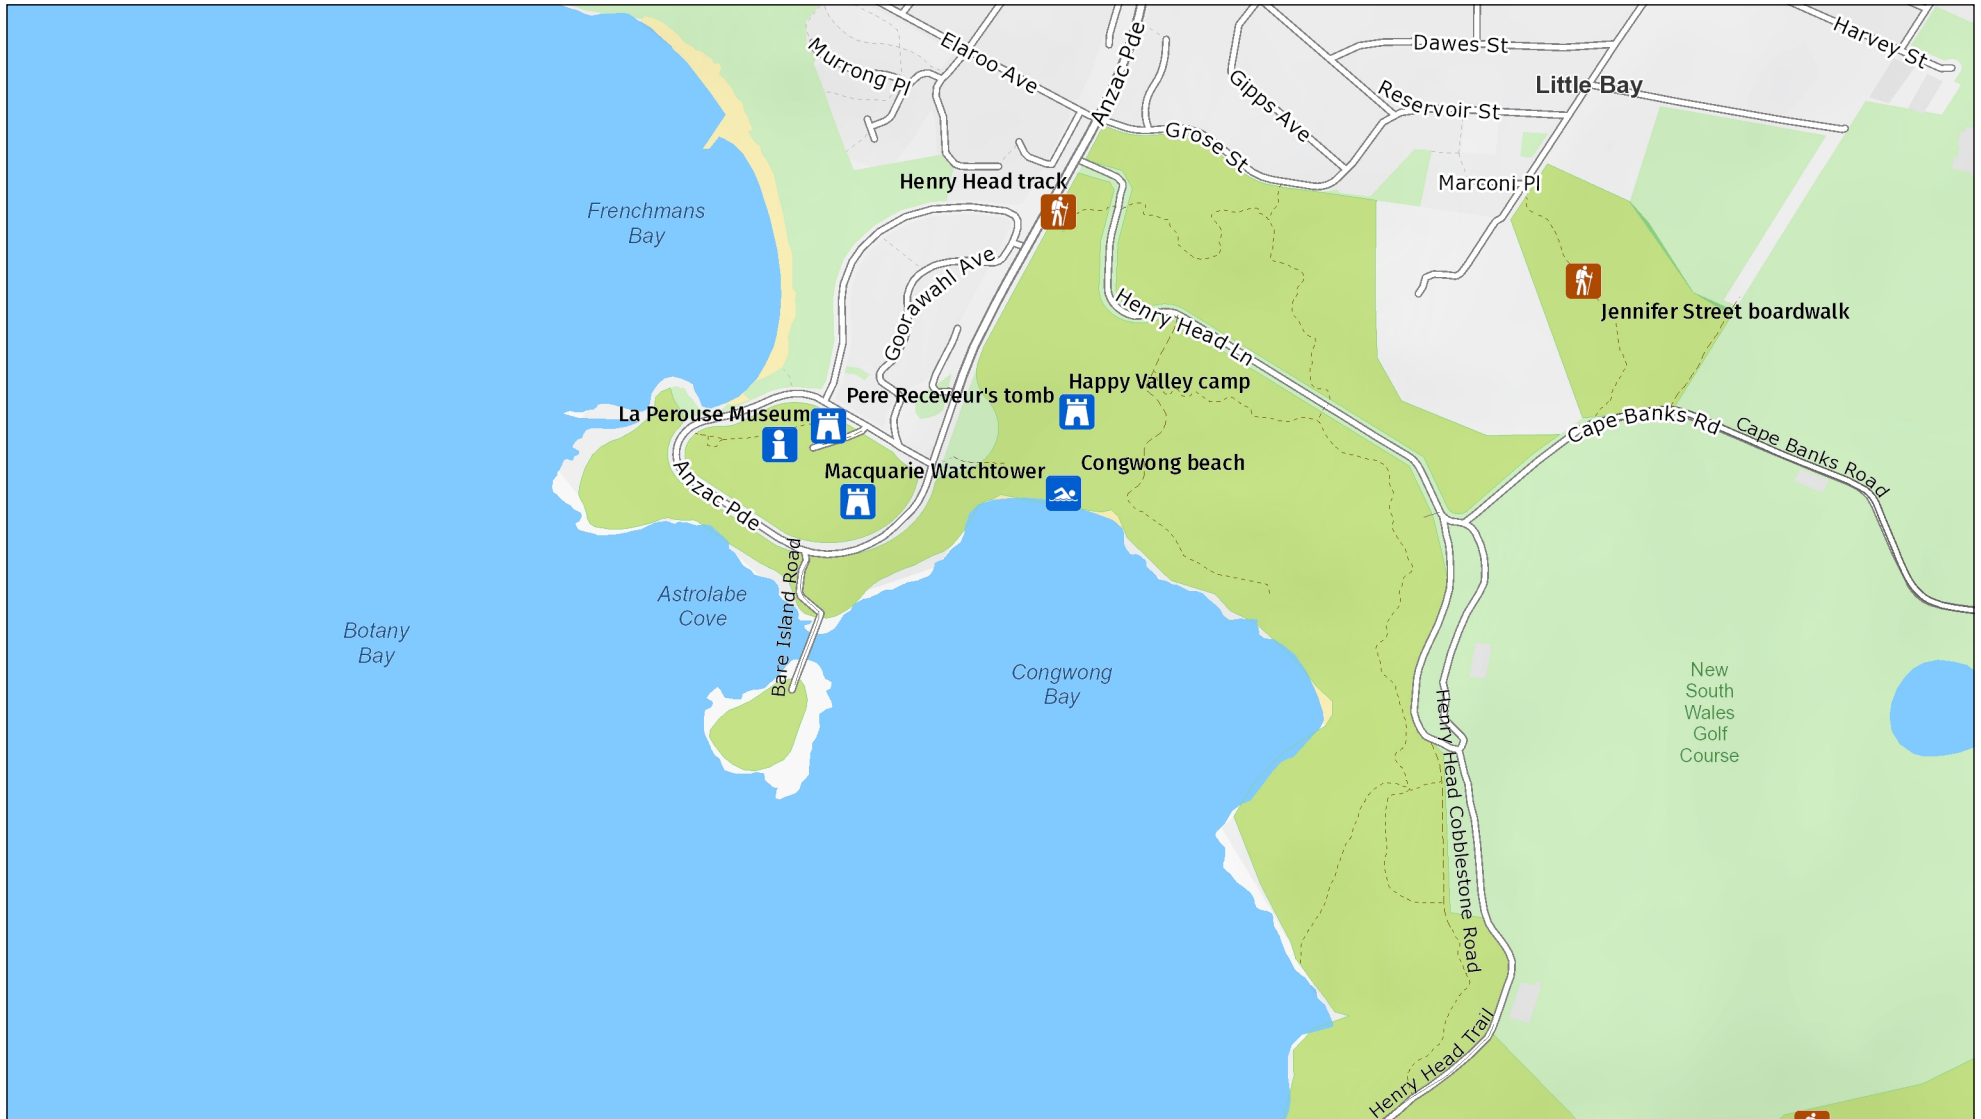 Harvey St
Elaroo Ave
Anzac Pde
Dawes St
Murrong Pl
Little Bay
Gipps Ave
Reservoir St
Grose St
Henry Head track
Marconi Pl
Frenchmans
Bay
Goorawahl Ave
Henry Head Ln
Jennifer Street boardwalk
Happy Valley camp
Pere Receveur's tomb
La Perouse Museum
Cape Banks Rd
Cape Banks Road
Macquarie Watchtower
Congwong beach
Anzac Pde
Bare Island Road
Astrolabe
Cove
Botany
Bay
Congwong
Bay
New
South
Wales
Golf
Course
Henry Head Cobblestone Road
Henry Head Trail